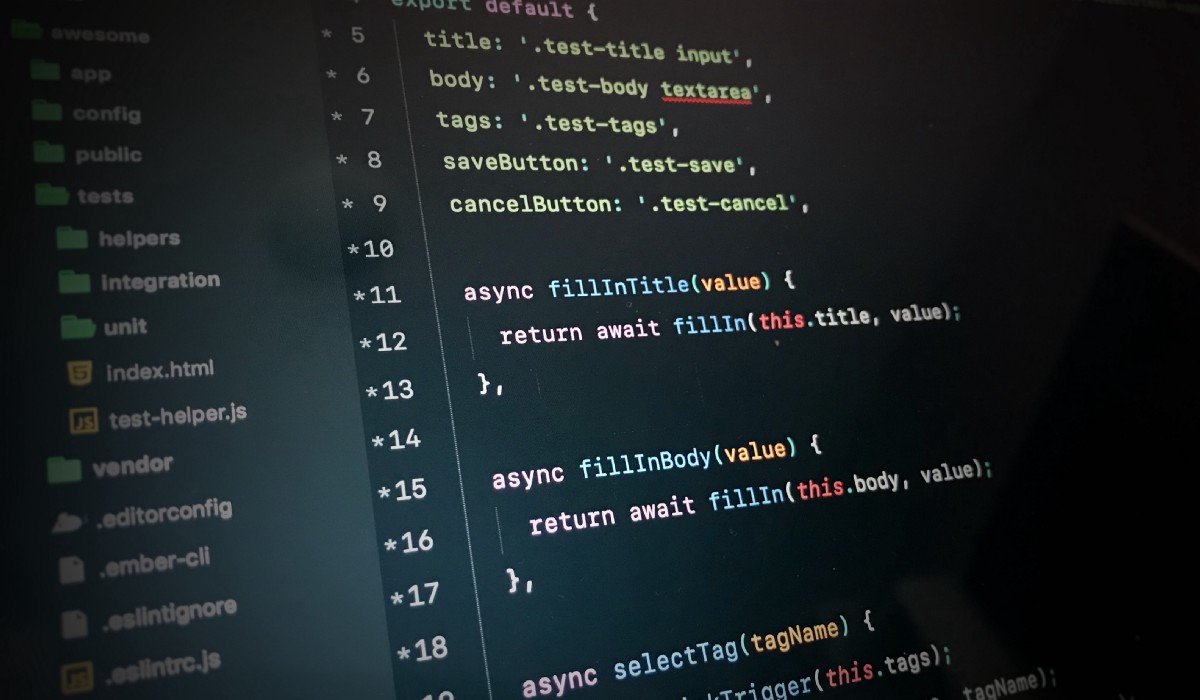 awesome
app
config
public
tests
helpers
integration
unit
index.html
JS test-helper.js
vendor
.editorconfig
.ember-cli
.eslintignore
JS .eslintrc.js
export default {
* 5 title: '.test-title input',
* 6 body: '.test-body textarea',
* 7 tags: '.test-tags',
* 8 saveButton: '.test-save',
* 9 cancelButton: '.test-cancel',
*10
*11 async fillInTitle(value) {
*12 return await fillIn(this.title, value);
*13 },
*14
*15 async fillInBody(value) {
*16 return await fillIn(this.body, value);
*17 },
*18
async selectTag(tagName) {
(this.tags);
tagName);